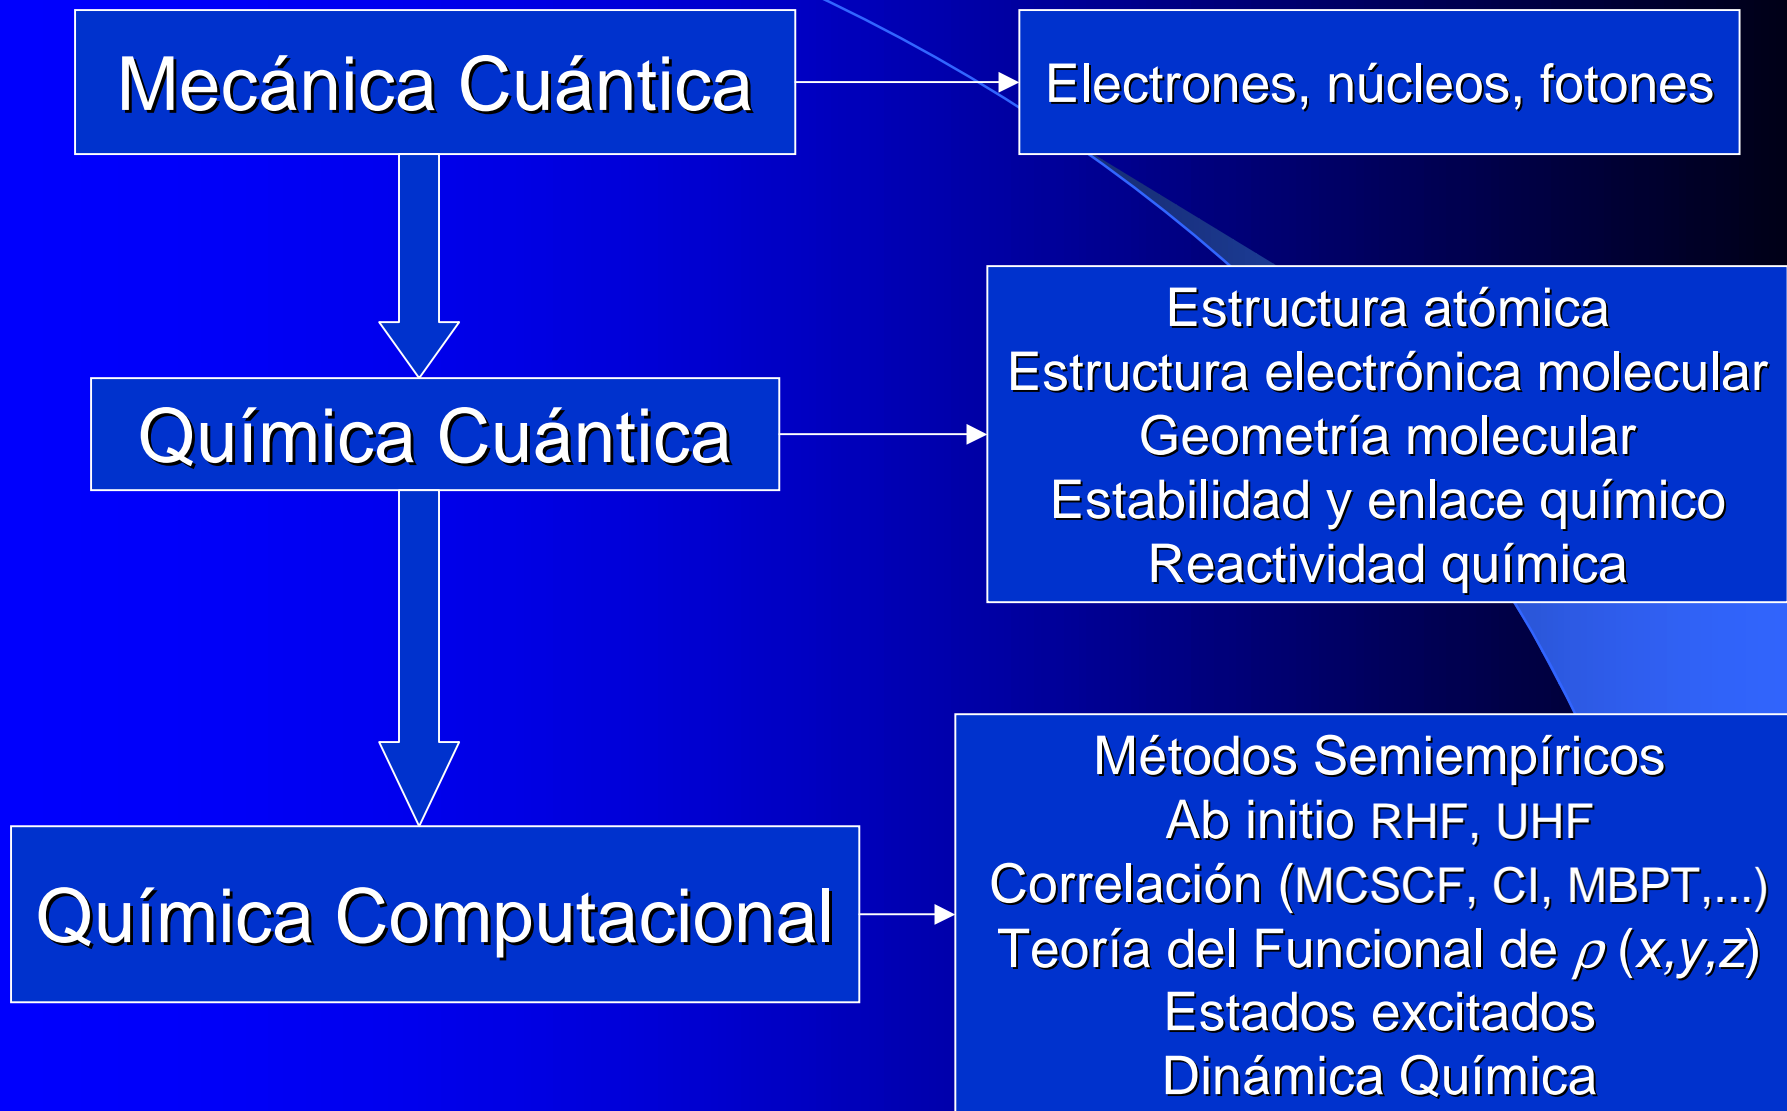 Mecánica Cuántica
Electrones, núcleos, fotones
Química Cuántica
Estructura atómica
Estructura electrónica molecular
Geometría molecular
Estabilidad y enlace químico
Reactividad química
Química Computacional
Métodos Semiempíricos
Ab initio RHF, UHF
Correlación (MCSCF, CI, MBPT,...)
Teoría del Funcional de ρ (x,y,z)
Estados excitados
Dinámica Química